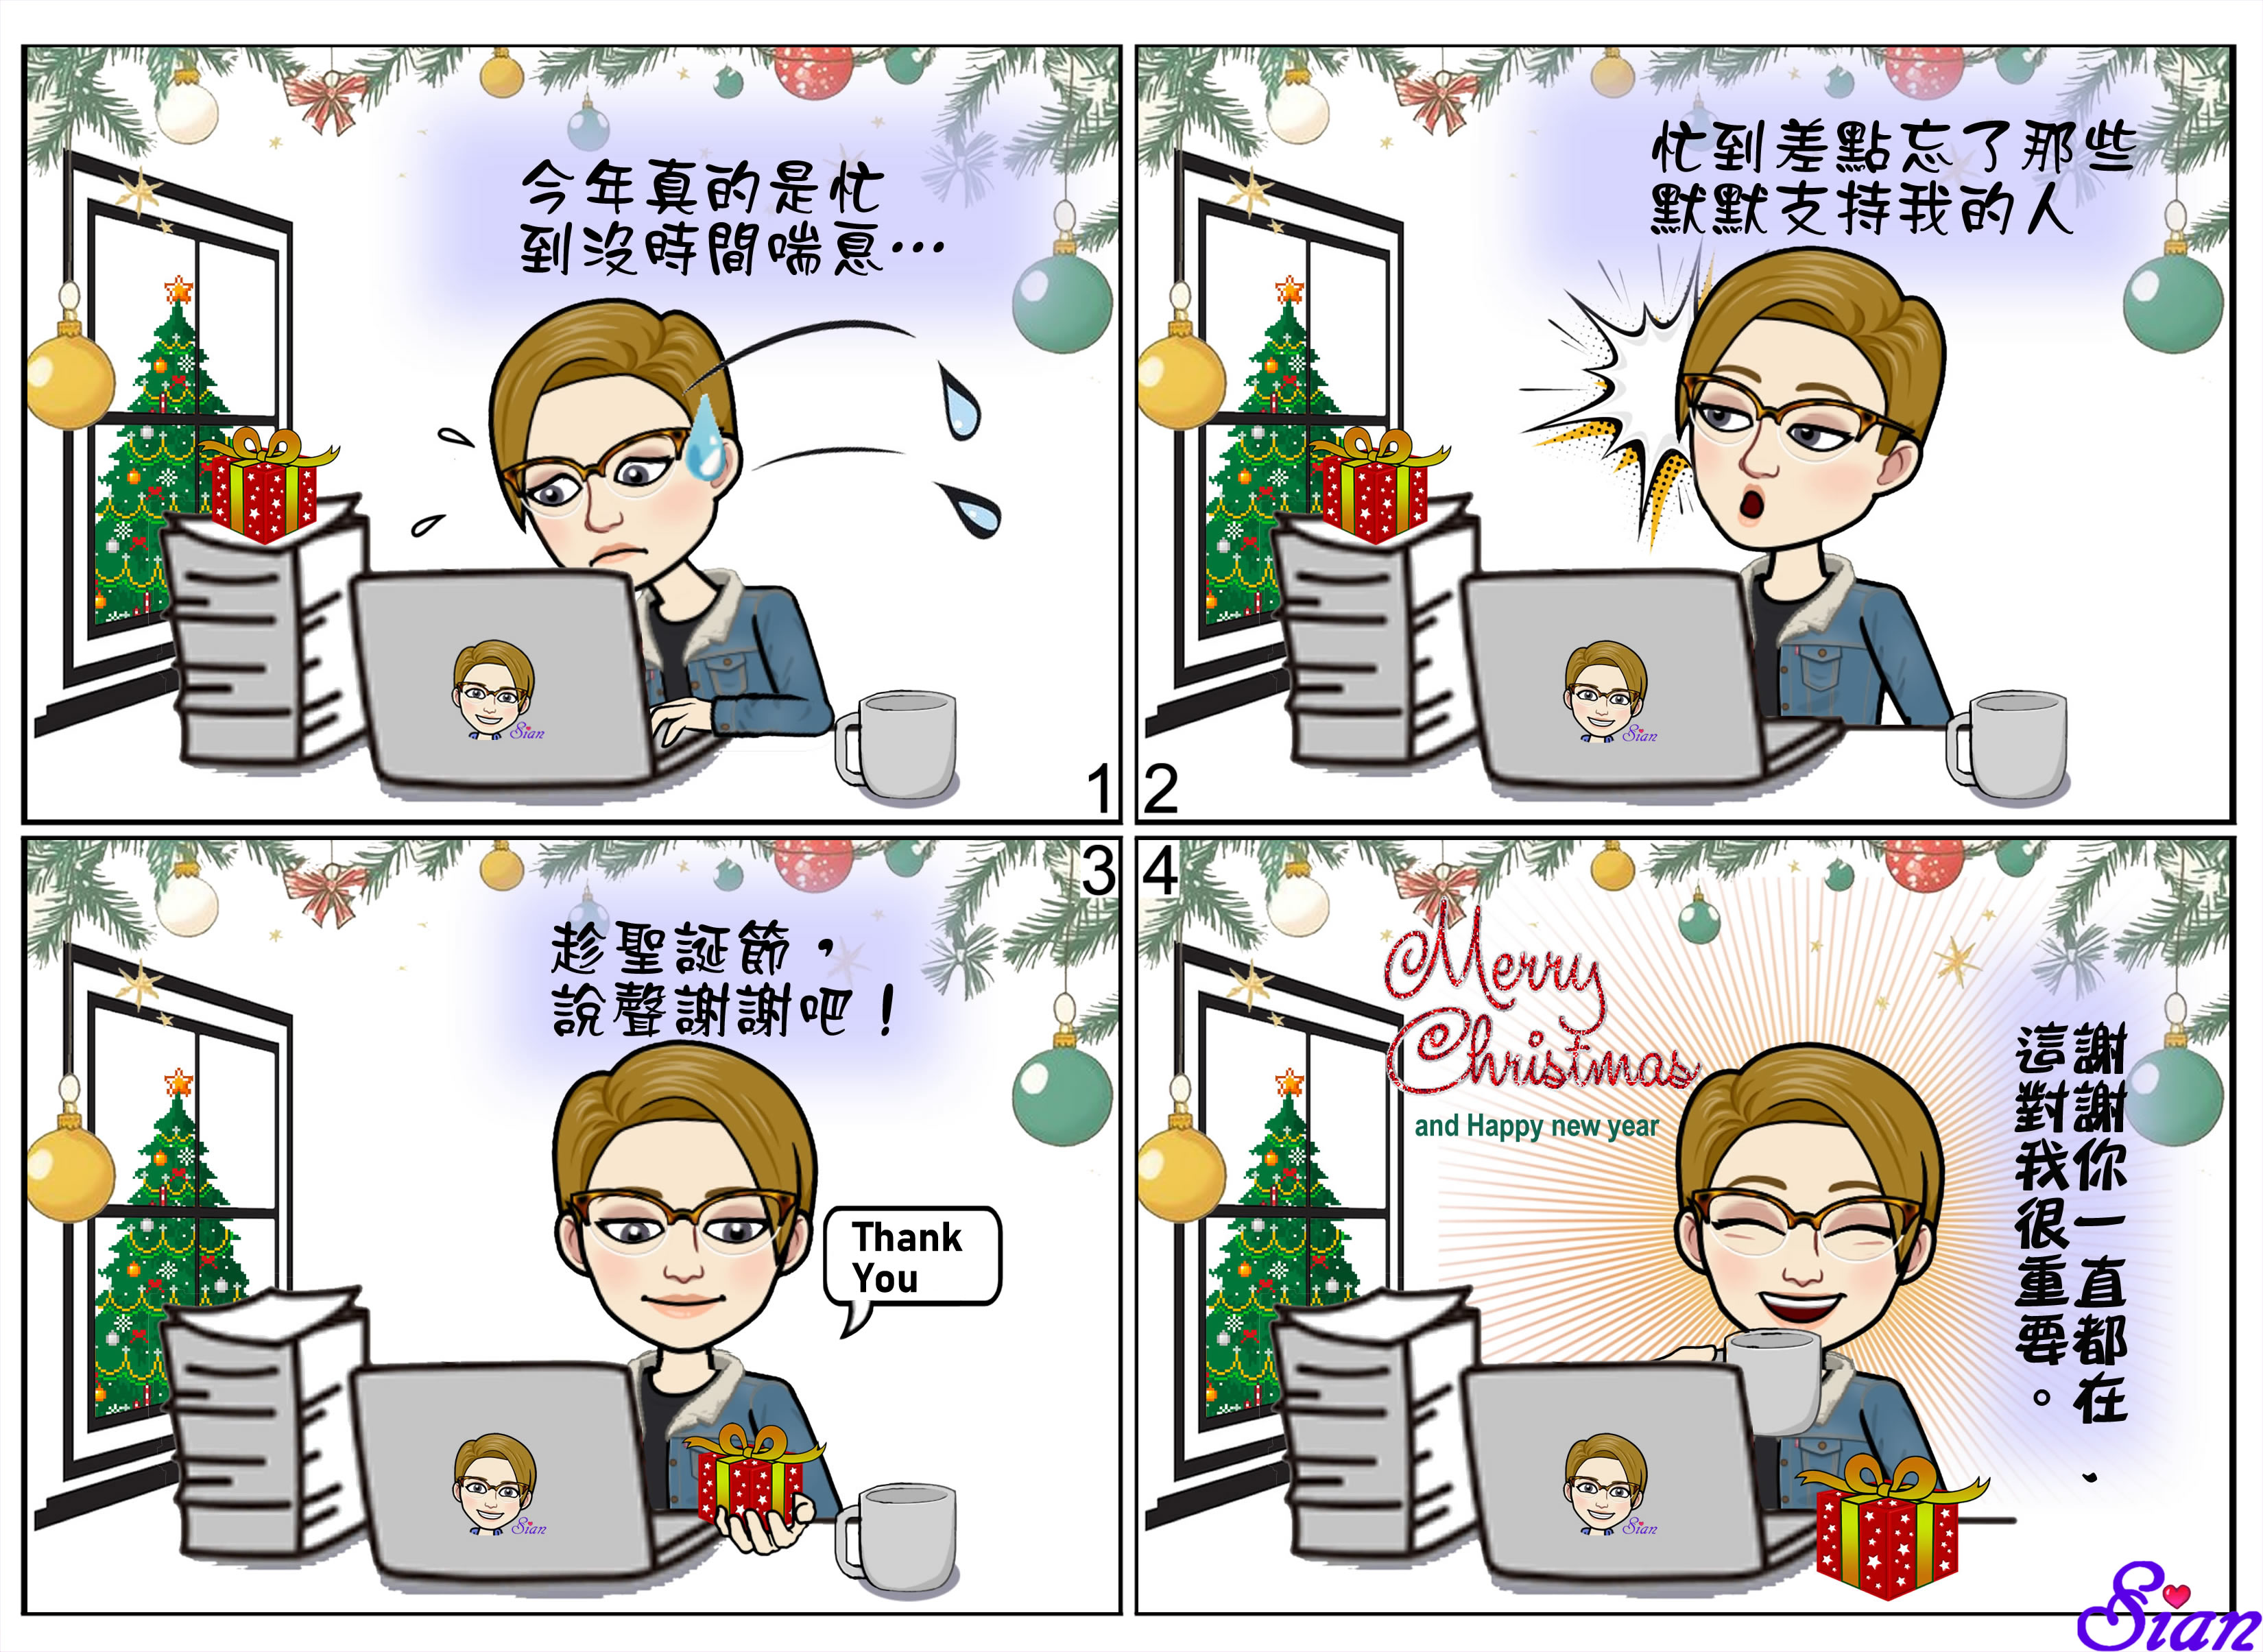 今年真的是忙
到沒時間喘息…
Sian
1
忙到差點忘了那些
默默支持我的人
Sian
2
3
趁聖誕節，
說聲謝謝吧！
Thank
You
Sian
4
Merry
Christmas
and Happy new year
謝謝你一直都在、
這對我很重要。
Sian
Sian